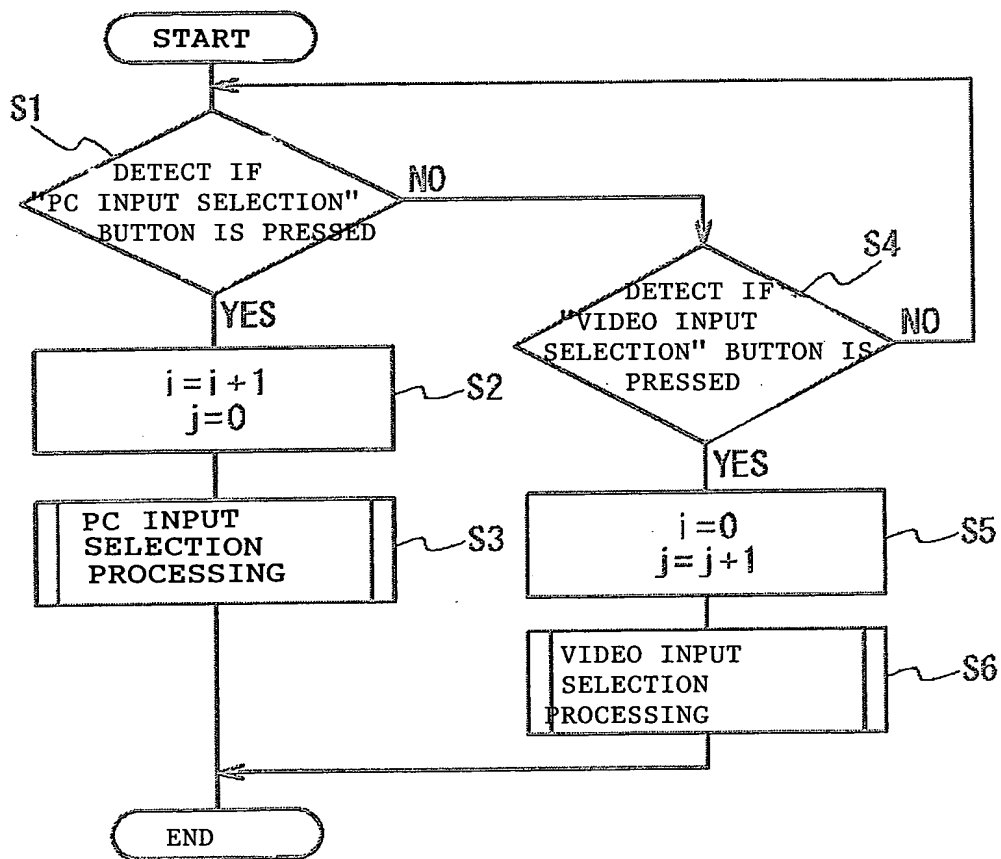 START
S1
DETECT IF
"PC INPUT SELECTION"
BUTTON IS PRESSED
NO
YES
i=i+1
j=0
S2
PC INPUT
SELECTION
PROCESSING
S3
S4
DETECT IF
"VIDEO INPUT
SELECTION" BUTTON IS
PRESSED
NO
YES
i=0
j=j+1
S5
VIDEO INPUT
SELECTION
PROCESSING
S6
END